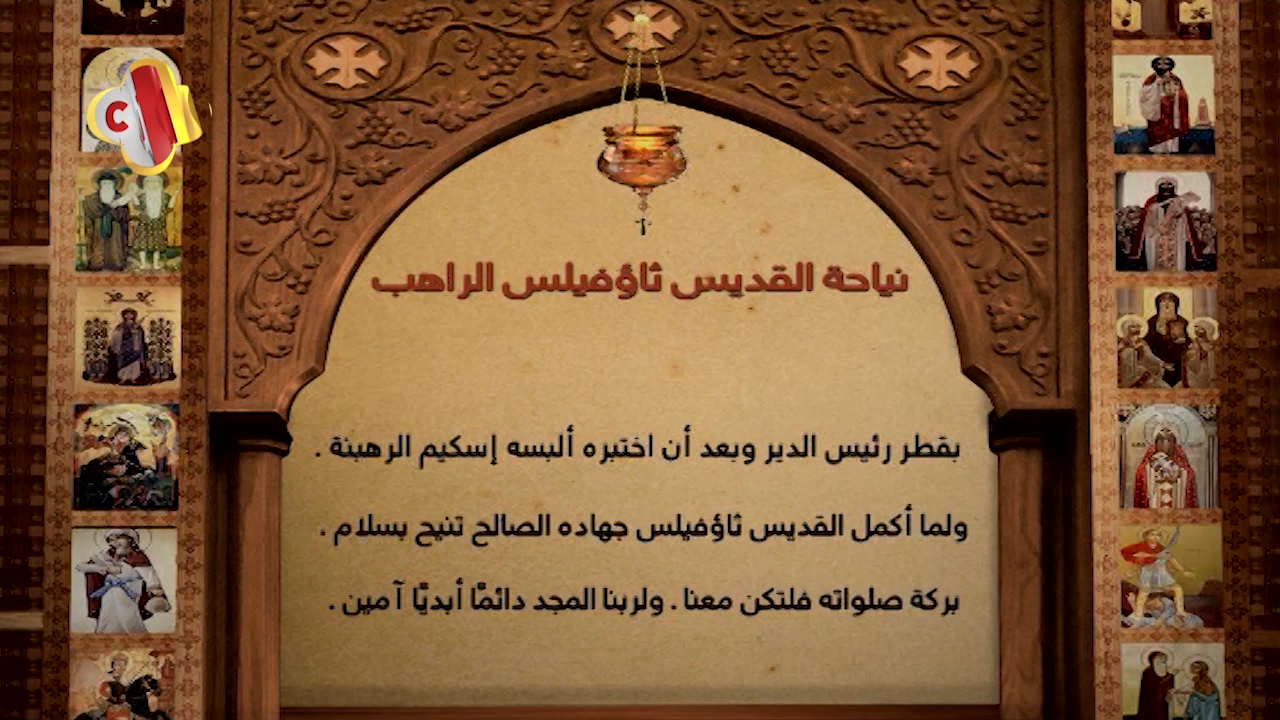 C
نياحة القديس ثاؤفيلس الراهب
بقطر رئيس الدير وبعد أن اختبره ألبسه إسكيم الرهبنة .
ولما أكمل القديس ثاؤفيلس جهاده الصالح تنيح بسلام .
بركة صلواته فلتكن معنا . ولربنا المجد دائمًا أبديًا آمين .